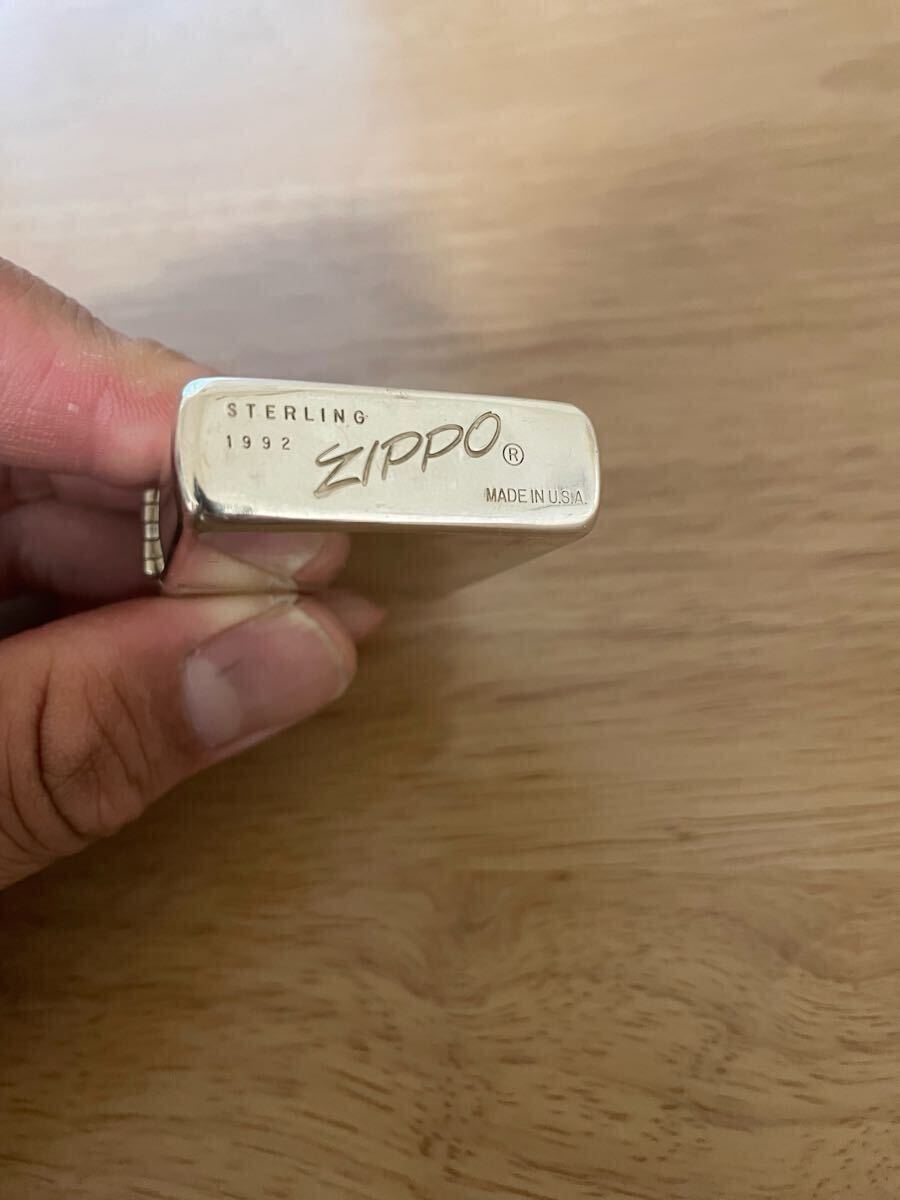 STERLING
1992
ZIPPO ®
MADE IN U.S.A.